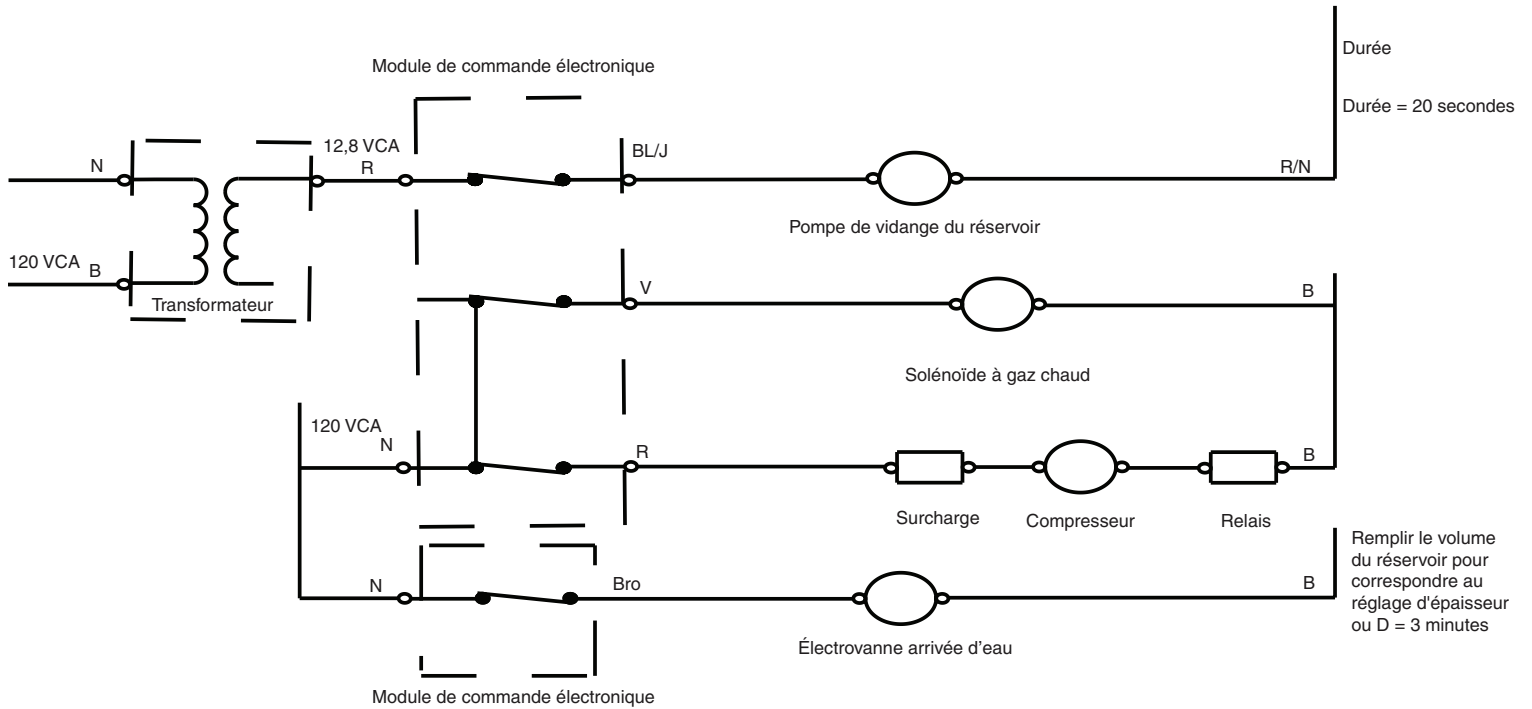 Durée
Module de commande électronique
Durée = 20 secondes
12,8 VCA
N
R
BL/J
R/N
Pompe de vidange du réservoir
120 VCA
B
Transformateur
V
B
Solénoïde à gaz chaud
120 VCA
N
R
B
Surcharge
Compresseur
Relais
Remplir le volume
du réservoir pour
correspondre au
réglage d'épaisseur
ou D = 3 minutes
N
Bro
B
Électrovanne arrivée d'eau
Module de commande électronique